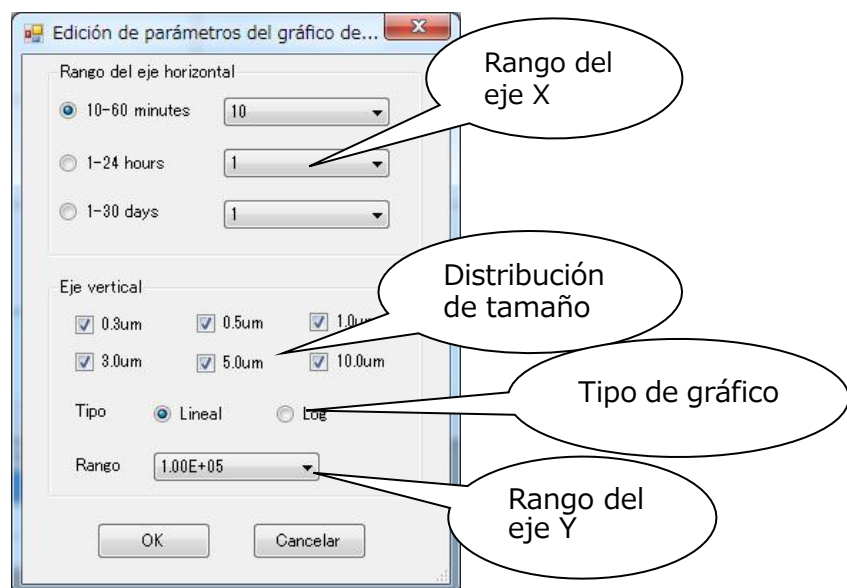 Edición de parámetros del gráfico de...
Rango del eje horizontal
10-60 minutes 10
1-24 hours 1
1-30 days 1
Rango del
eje X
Eje vertical
0.3um 0.5um 1.0um
3.0um 5.0um 10.0um
Distribución
de tamaño
Tipo Lineal Log
Tipo de gráfico
Rango 1.00E+05
Rango del
eje Y
OK Cancelar